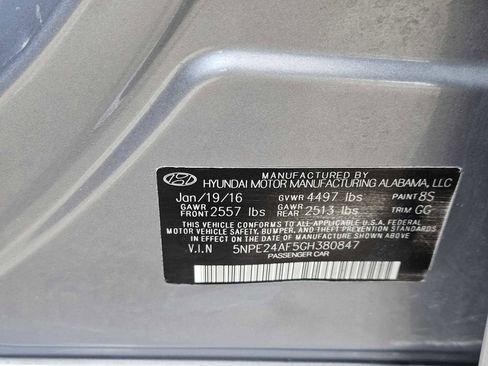 MANUFACTURED BY
HYUNDAI MOTOR MANUFACTURING ALABAMA, LLC
Jan/19/16 GVWR 4497 lbs PAINT 8S
GAWR FRONT 2557 lbs GAWR REAR 2513 lbs TRIM GG
THIS VEHICLE CONFORMS TO ALL APPLICABLE U.S.A. FEDERAL
MOTOR VEHICLE SAFETY, BUMPER, AND THEFT PREVENTION STANDARDS
IN EFFECT ON THE DATE OF MANUFACTURE SHOWN ABOVE.
V.I.N 5NPE24AF5GH380847
PASSENGER CAR